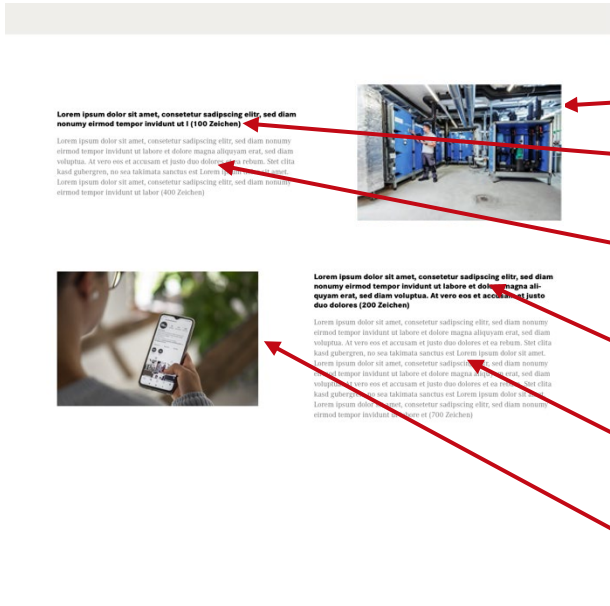 Lorem ipsum dolor sit amet, consetetur sadipscing elitr, sed diam
nonumy eirmod tempor invidunt ut l (100 Zeichen)
Lorem ipsum dolor sit amet, consetetur sadipscing elitr, sed diam nonumy
eirmod tempor invidunt ut labore et dolore magna aliquyam erat, sed diam
voluptua. At vero eos et accusam et justo duo dolores ea rebum. Stet clita
kasd gubergren, no sea takimata sanctus est Lorem sit amet.
Lorem ipsum dolor sit amet, consetetur sadipscing elitr, sed diam nonumy
eirmod tempor invidunt ut labor (400 Zeichen)
Lorem ipsum dolor sit amet, consetetur sadipscing elitr, sed diam
nonumy eirmod tempor invidunt ut labore et dolore magna ali-
quyam erat, sed diam voluptua. At vero eos et accusam et justo
duo dolores (200 Zeichen)
Lorem ipsum dolor sit amet, consetetur sadipscing elitr, sed diam nonumy
eirmod tempor invidunt ut labore et dolore magna aliquyam erat, sed diam
voluptua. At vero eos et accusam et justo duo dolores et ea rebum. Stet clita
kasd gubergren, no sea takimata sanctus est Lorem ipsum dolor sit amet.
Lorem ipsum dolor sit amet, consetetur sadipscing sed diam nonumy
eirmod tempor invidunt ut labore et dolore magna aliquyam erat, sed diam
voluptua. At vero eos et accusam et justo duo dolores et ea rebum. Stet clita
kasd gubergren, no sea takimata sanctus est Lorem ipsum dolor sit amet.
Lorem ipsum dolor sit amet, consetetur sadipscing elitr, sed diam nonumy
eirmod tempor invidunt ut labore et (700 Zeichen)